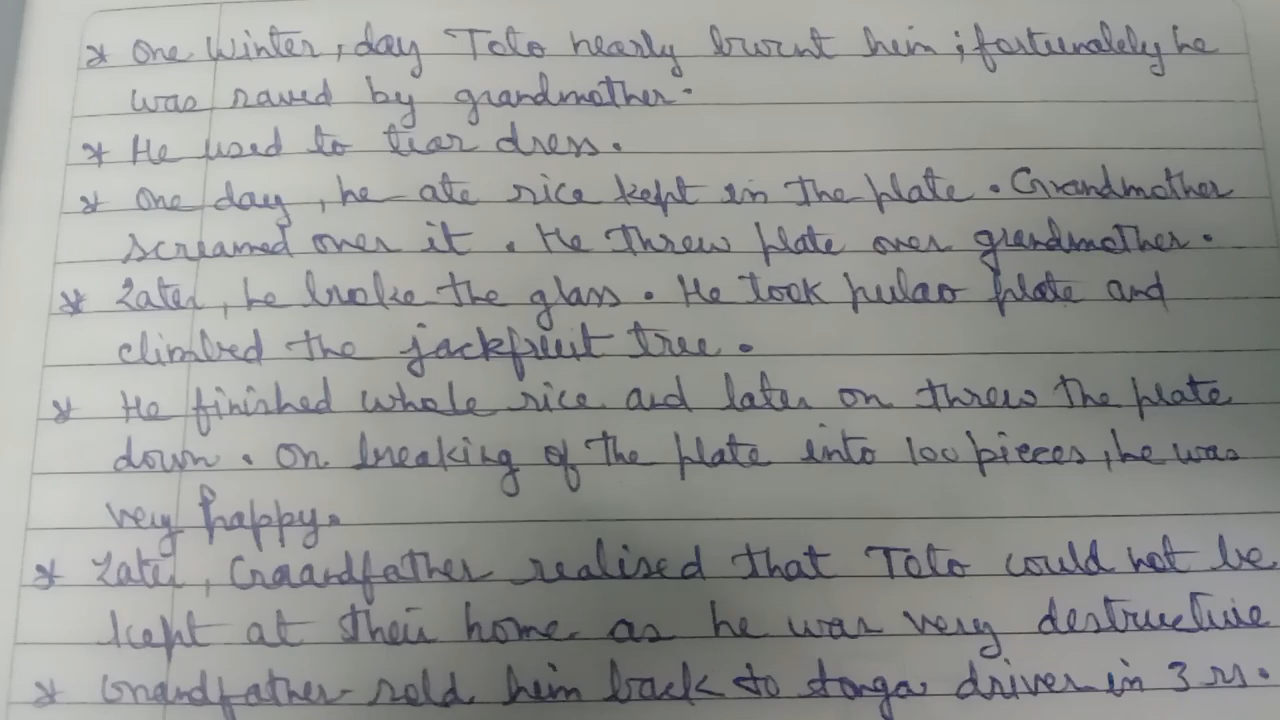 * One Winter, day Toto nearly burnt him ; fortunately he
was saved by grandmother.
* He used to tear dress.
* One day, he ate rice kept in the plate. Grandmother
screamed over it. He threw plate over grandmother.
* Later, he broke the glass. He took pulao plate and
climbed the jackfruit tree.
* He finished whole rice and later on threw the plate
down. On breaking of the plate into 100 pieces, he was
very happy.
* Later, Graandfather realised that Toto could not be
kept at their home as he was very destructive
* Grandfather sold him back to tonga driver in 3 rs.